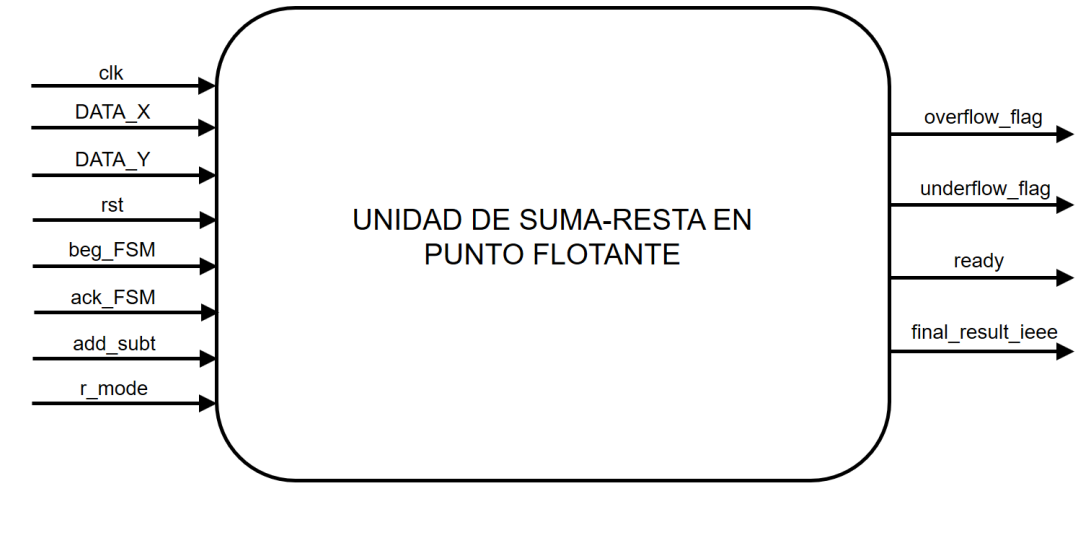 clk
DATA_X
DATA_Y
rst
beg_FSM
ack_FSM
add_subt
r_mode
UNIDAD DE SUMA-RESTA EN
PUNTO FLOTANTE
overflow_flag
underflow_flag
ready
final_result_ieee